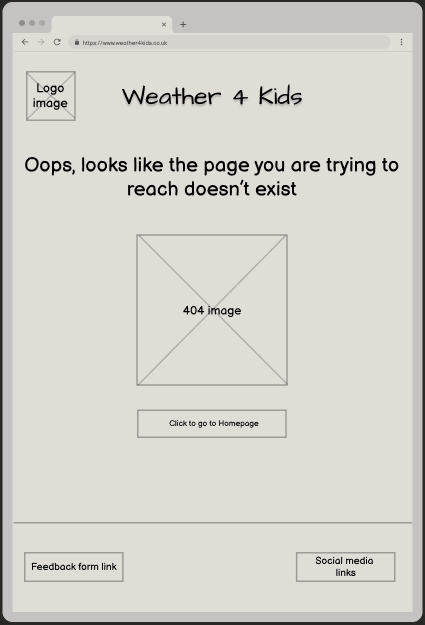 https://www.weather4kids.co.uk
Logo
image
Weather 4 Kids
Oops, looks like the page you are trying to
reach doesn't exist
404 image
Click to go to Homepage
Feedback form link
Social media
links